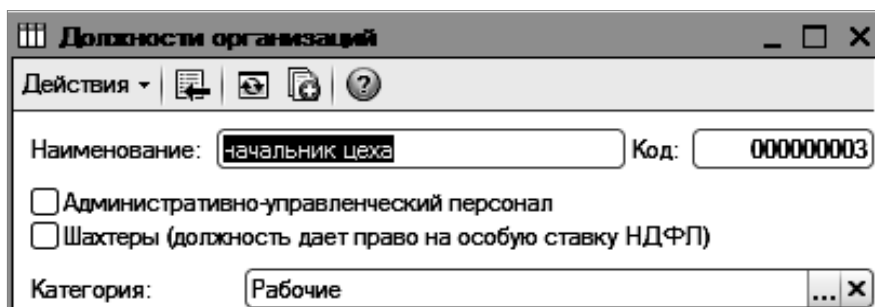 Должности организаций
Действия
Наименование: начальник цеха Код: 000000003
Административно-управленческий персонал
Шахтеры (должность дает право на особую ставку НДФЛ)
Категория: Рабочие ...